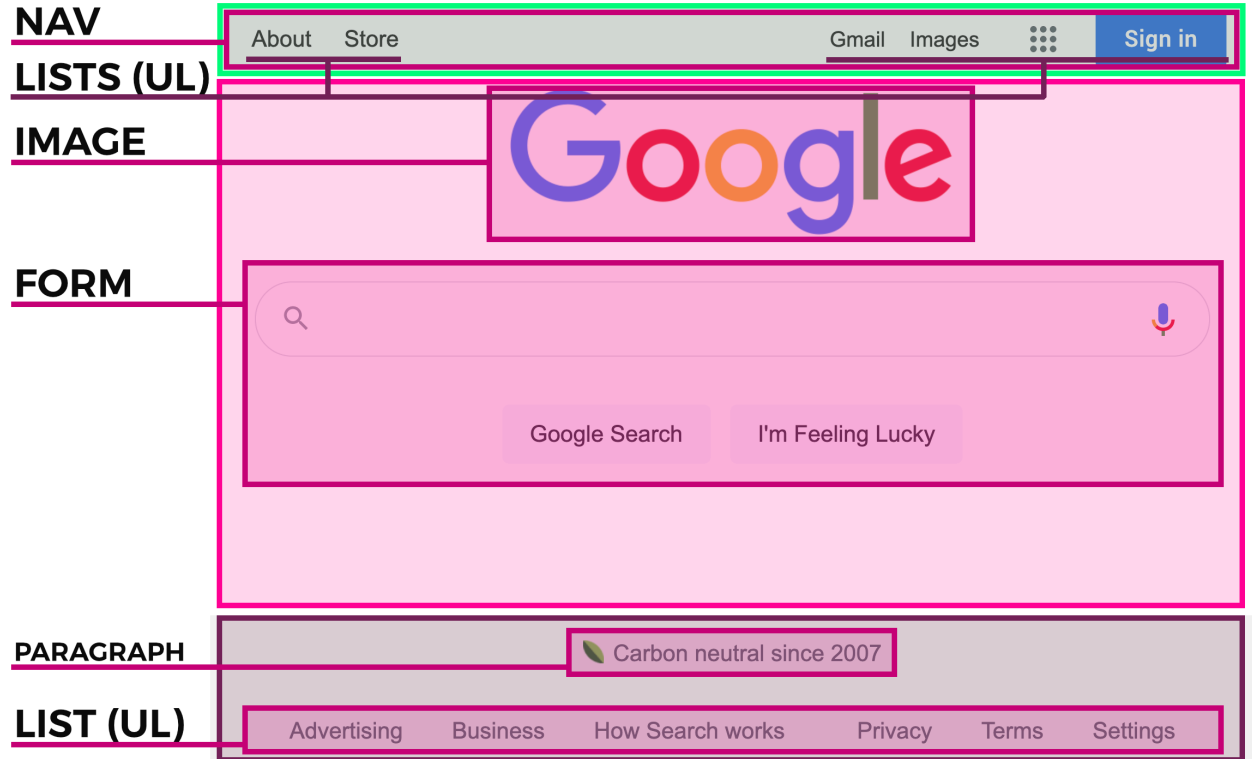 NAV
About Store Gmail Images Sign in
LISTS (UL)
IMAGE
Google
FORM
Google Search I'm Feeling Lucky
PARAGRAPH
Carbon neutral since 2007
LIST (UL)
Advertising Business How Search works Privacy Terms Settings